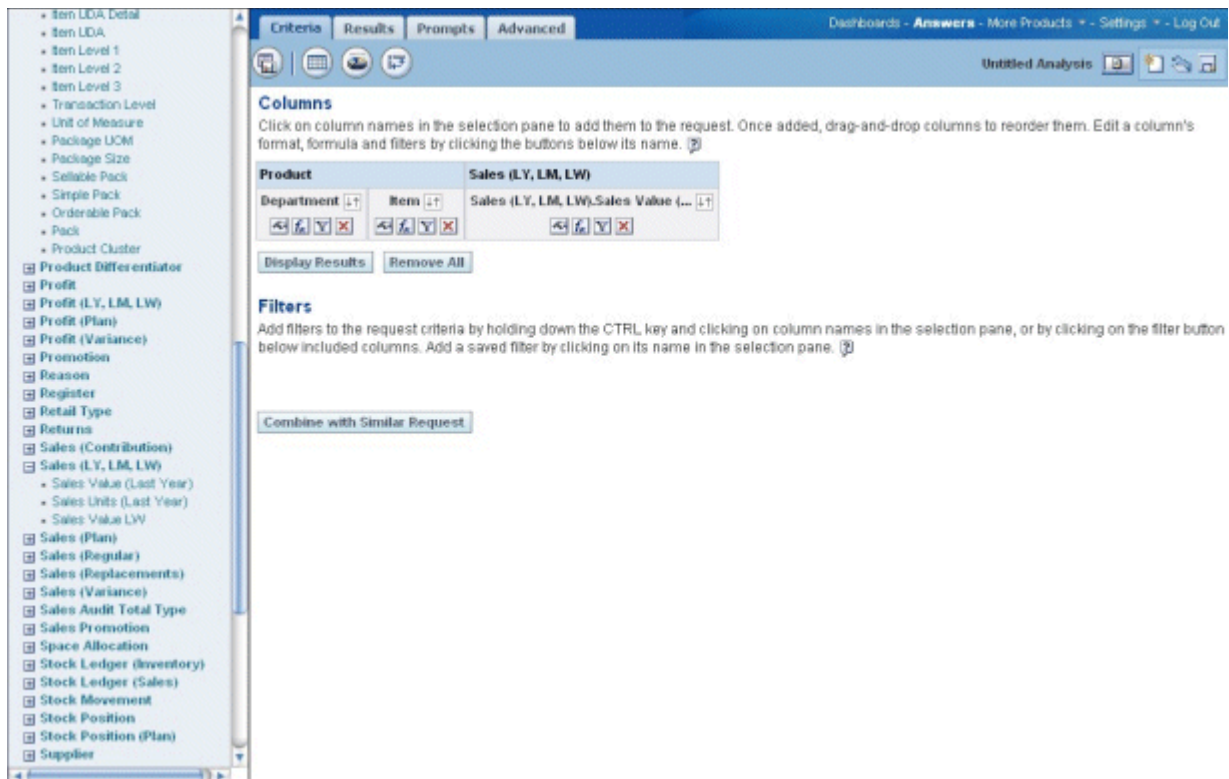 Item UDA Detail
Item UDA
Item Level 1
Item Level 2
Item Level 3
Transaction Level
Unit of Measure
Package UOM
Package Size
Sellable Pack
Simple Pack
Orderable Pack
Pack
Product Cluster
Product Differentiator
Profit
Profit (LY, LM, LW)
Profit (Plan)
Profit (Variance)
Promotion
Reason
Register
Retail Type
Returns
Sales (Contribution)
Sales (LY, LM, LW)
Sales Value (Last Year)
Sales Units (Last Year)
Sales Value LW
Sales (Plan)
Sales (Regular)
Sales (Replacements)
Sales (Variance)
Sales Audit Total Type
Sales Promotion
Space Allocation
Stock Ledger (Inventory)
Stock Ledger (Sales)
Stock Movement
Stock Position
Stock Position (Plan)
Supplier
Criteria Results Prompts Advanced
Dashboards - Answers - More Products - Settings - Log Out
Untitled Analysis
Columns
Click on column names in the selection pane to add them to the request. Once added, drag-and-drop columns to reorder them. Edit a column's
format, formula and filters by clicking the buttons below its name.
Product Sales (LY, LM, LW)
Department Item Sales (LY, LM, LW).Sales Value (...
Display Results Remove All
Filters
Add filters to the request criteria by holding down the CTRL key and clicking on column names in the selection pane, or by clicking on the filter button
below included columns. Add a saved filter by clicking on its name in the selection pane.
Combine with Similar Request